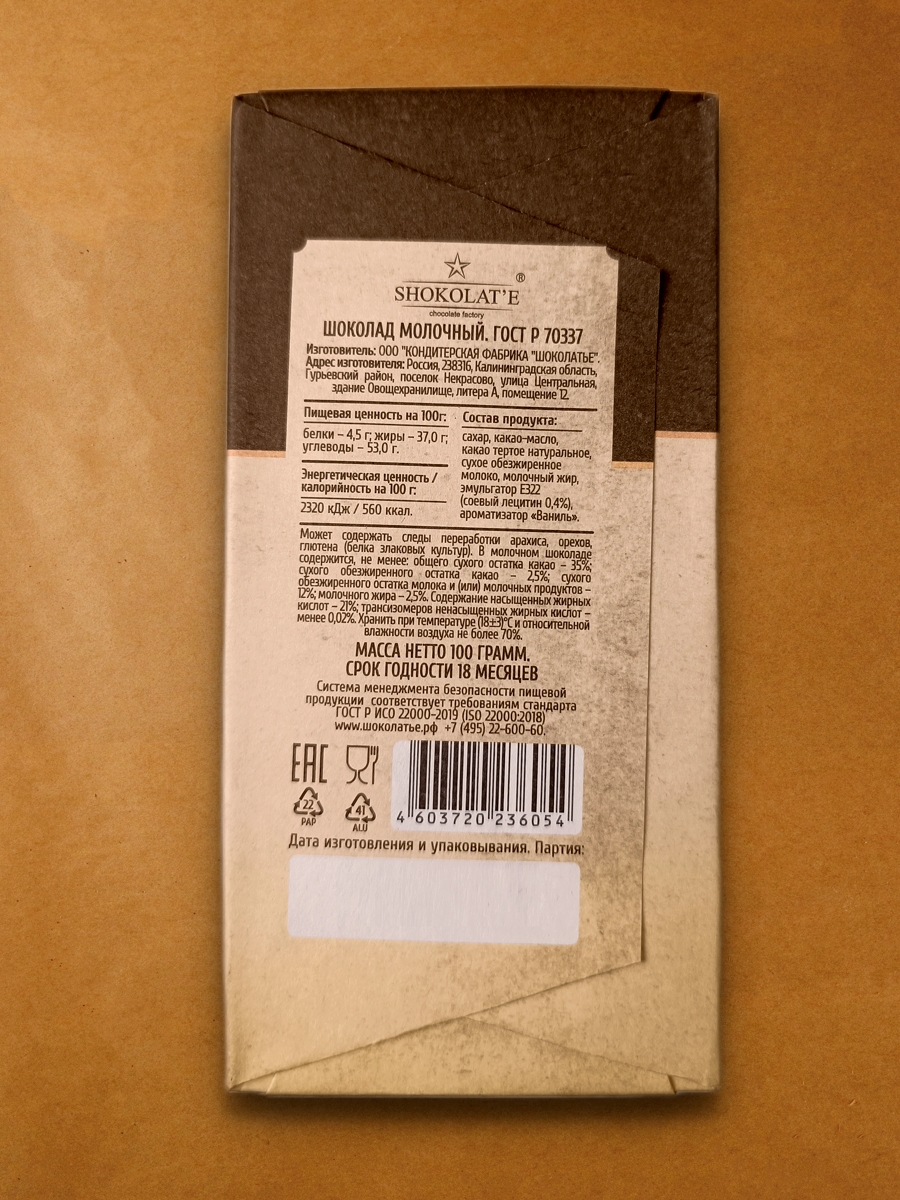 SHOKOLAT'E ®
chocolate factory
ШОКОЛАД МОЛОЧНЫЙ. ГОСТ Р 70337
Изготовитель: ООО "КОНДИТЕРСКАЯ ФАБРИКА "ШОКОЛАТЬЕ".
Адрес изготовителя: Россия, 238316, Калининградская область,
Гурьевский район, поселок Некрасово, улица Центральная,
здание Овощехранилище, литера А, помещение 12.
Пищевая ценность на 100г:
белки – 4,5 г; жиры – 37,0 г;
углеводы – 53,0 г.
Энергетическая ценность /
калорийность на 100 г:
2320 кДж / 560 ккал.
Состав продукта:
сахар, какао-масло,
какао тертое натуральное,
сухое обезжиренное
молоко, молочный жир,
эмульгатор Е322
(соевый лецитин 0,4%),
ароматизатор «Ваниль».
Может содержать следы переработки арахиса, орехов,
глютена (белка злаковых культур). В молочном шоколаде
содержится, не менее: общего сухого остатка какао – 35%;
сухого обезжиренного остатка какао – 2,5%; сухого
обезжиренного остатка молока и (или) молочных продуктов –
12%; молочного жира – 2,5%. Содержание насыщенных жирных
кислот – 21%; трансизомеров ненасыщенных жирных кислот –
менее 0,02%. Хранить при температуре (18±3)°С и относительной
влажности воздуха не более 70%.
МАССА НЕТТО 100 ГРАММ.
СРОК ГОДНОСТИ 18 МЕСЯЦЕВ
Система менеджмента безопасности пищевой
продукции соответствует требованиям стандарта
ГОСТ Р ИСО 22000-2019 (ISO 22000:2018)
www.шоколатье.рф +7 (495) 22-600-60.
EAC
22
PAP
41
ALU
4 603720 236054
Дата изготовления и упаковывания. Партия: